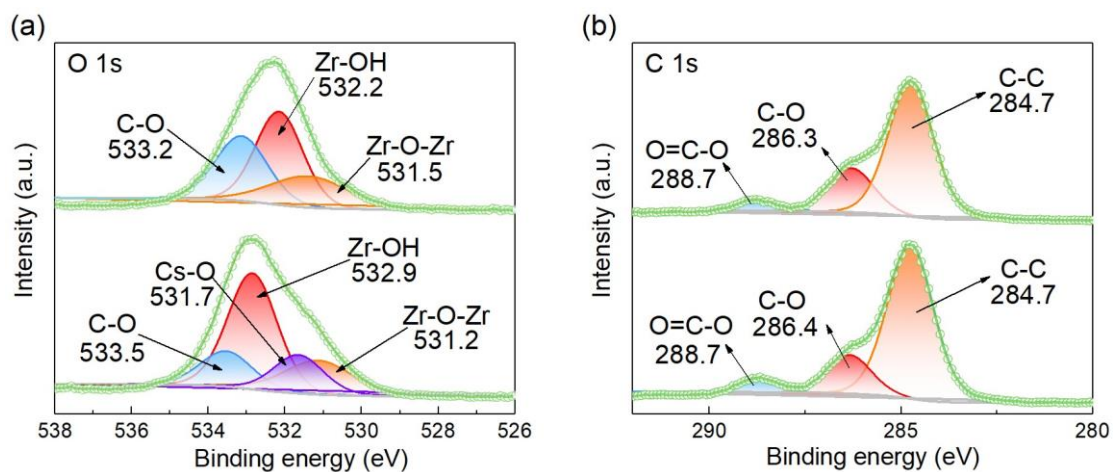 (a)
O 1s
Zr-OH
532.2
C-O
533.2
Zr-O-Zr
531.5
Zr-OH
532.9
Cs-O
531.7
C-O
533.5
Zr-O-Zr
531.2
Intensity (a.u.)
538 536 534 532 530 528 526
Binding energy (eV)
(b)
C 1s
C-C
284.7
C-O
286.3
O=C-O
288.7
C-C
284.7
C-O
286.4
O=C-O
288.7
Intensity (a.u.)
290 285 280
Binding energy (eV)